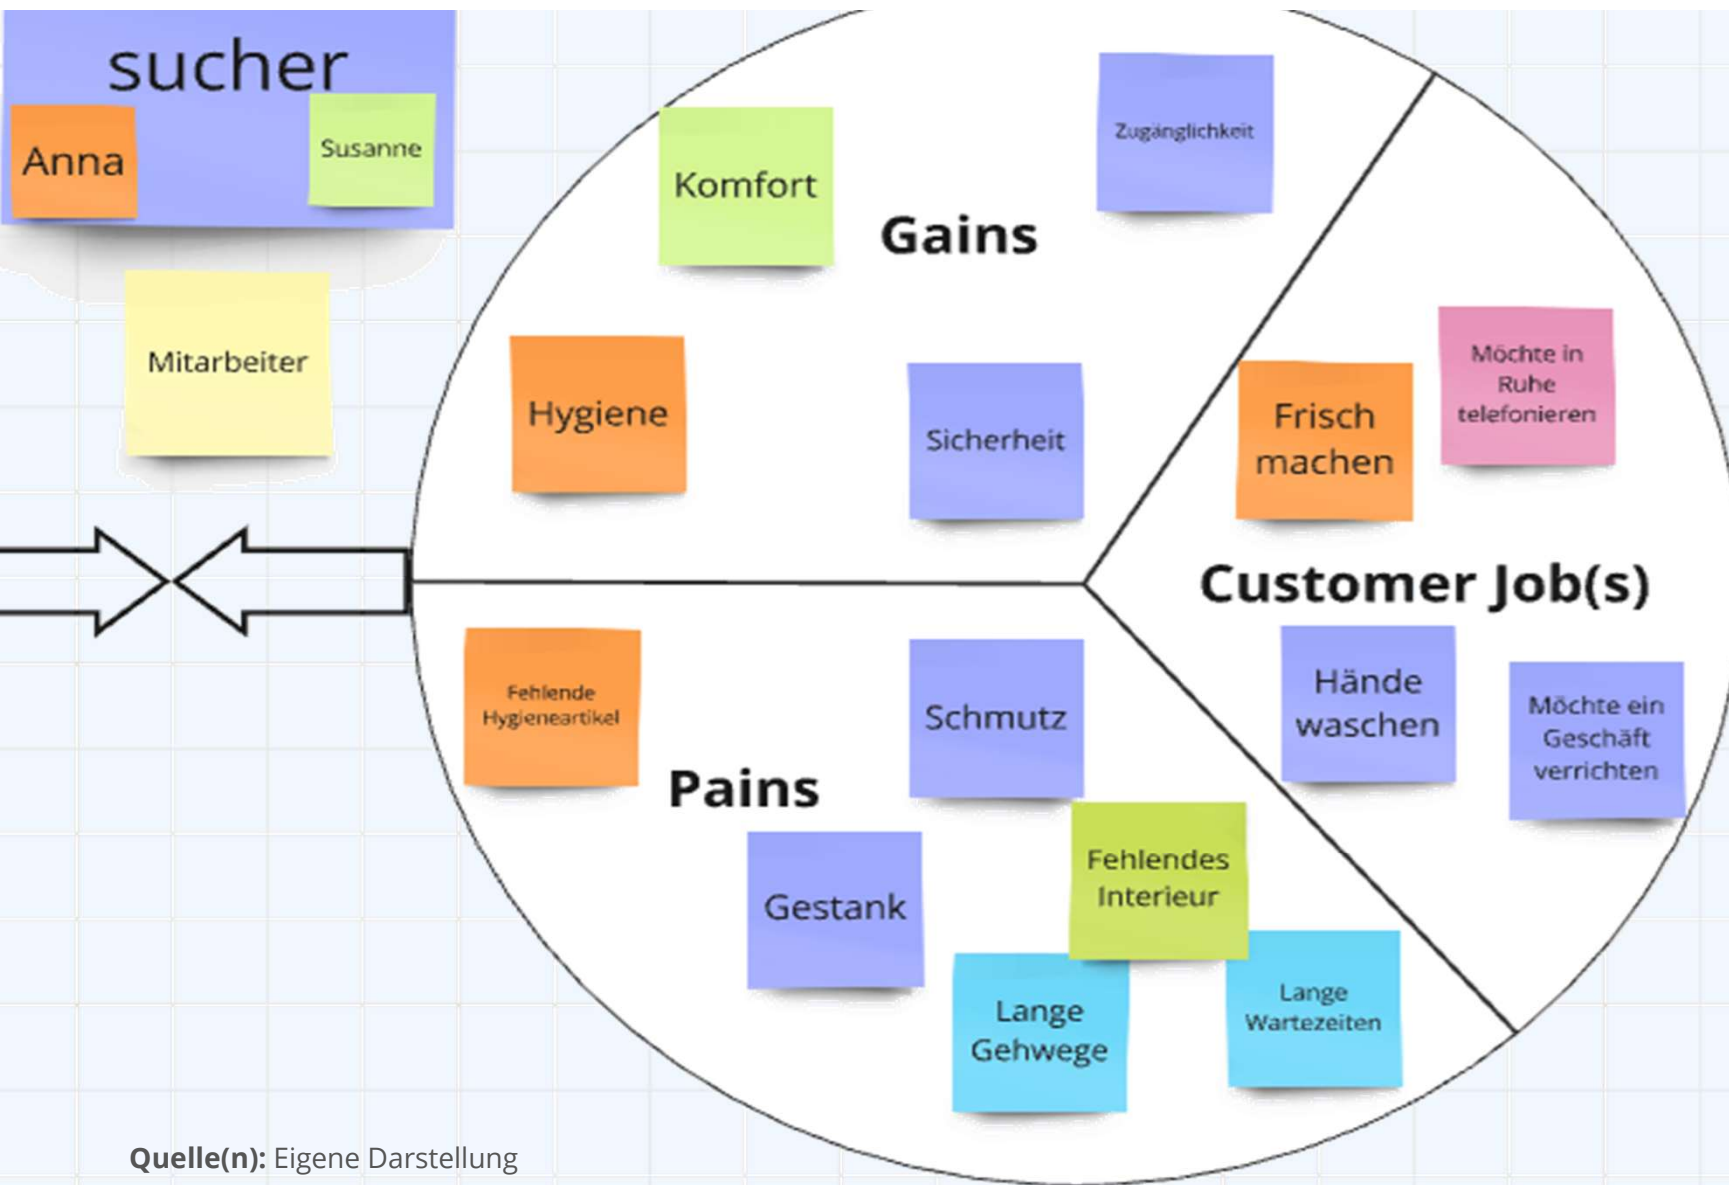 sucher
Anna
Susanne
Mitarbeiter
Komfort
Zugänglichkeit
Gains
Hygiene
Sicherheit
Möchte in
Ruhe
telefonieren
Frisch
machen
Customer Job(s)
Hände
waschen
Möchte ein
Geschäft
verrichten
Fehlende
Hygieneartikel
Schmutz
Pains
Gestank
Fehlendes
Interieur
Lange
Gehwege
Lange
Wartezeiten
Quelle(n): Eigene Darstellung